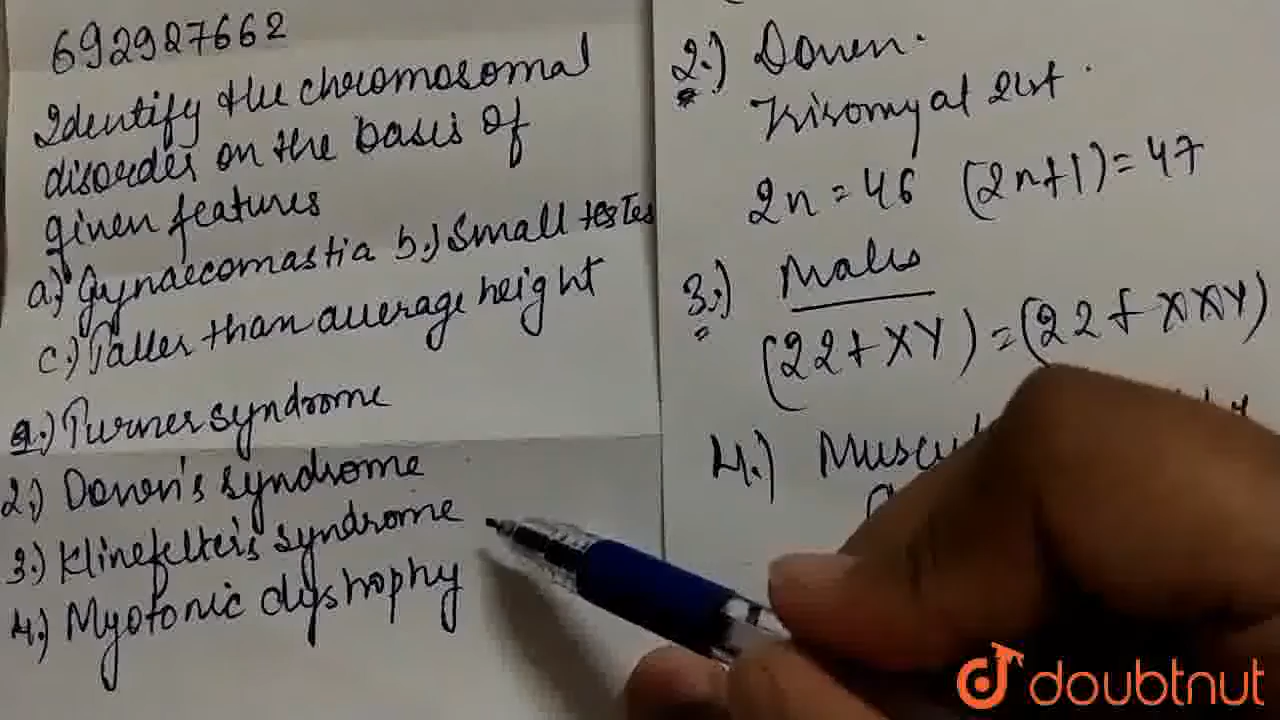 692927662
Identify the chromosomal
disorder on the basis of
given features
a.) Gynaecomastia b.) Small testes
c.) Taller than average height
1.) Turner syndrome
2.) Down's syndrome
3.) Klinefelter's syndrome
4.) Myotonic dystrophy
2.) Down.
Trisomy at 21st.
2n = 46 (2n+1) = 47
3.) Males
(22+XY) = (22+XXY)
4.)
doubtnut